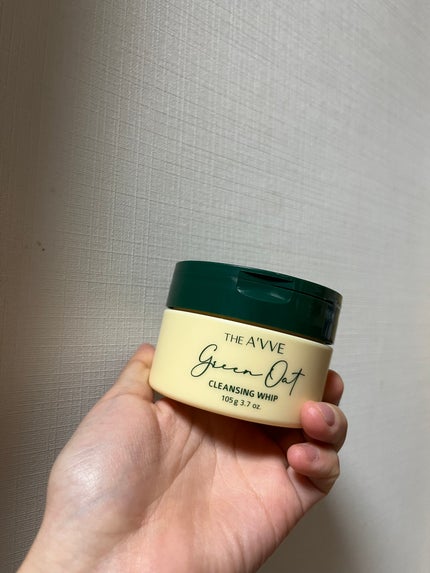 THE A'VVE
Green Oat
CLEANSING WHIP
105g 3.7 oz.